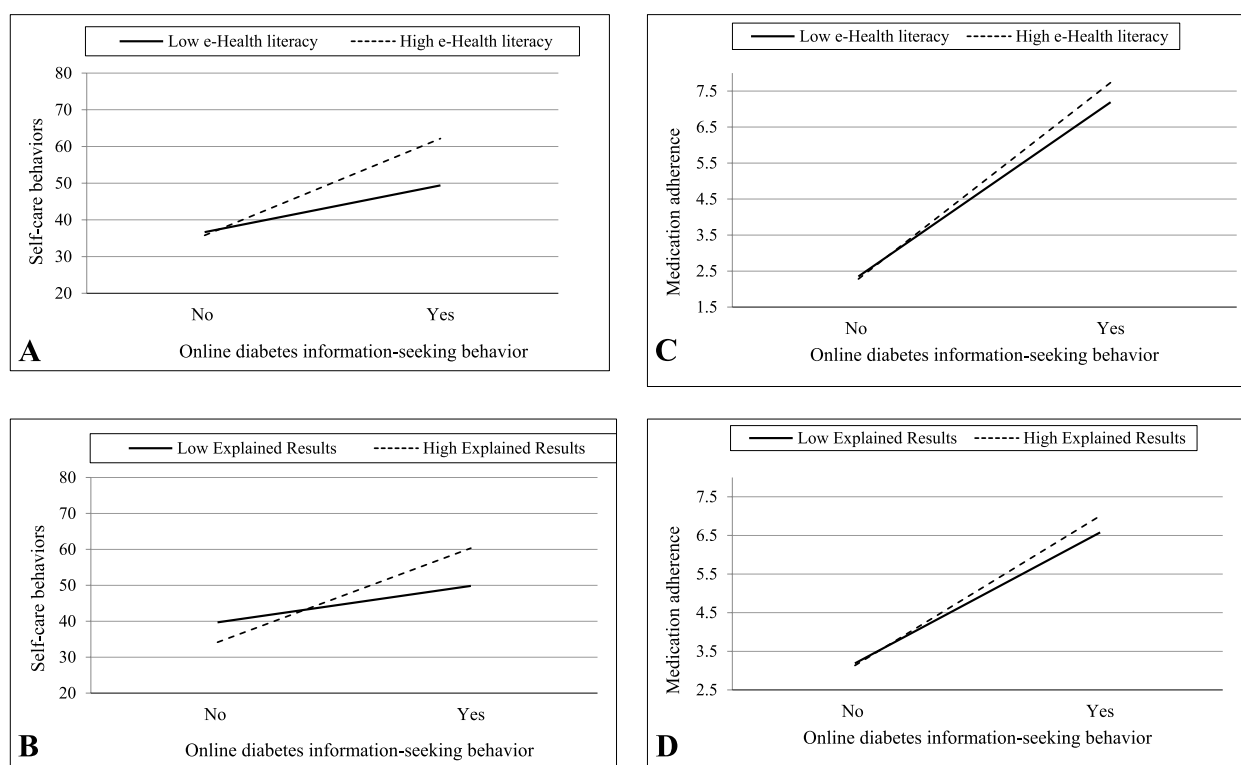 Low e-Health literacy High e-Health literacy
80
70
60
50
40
30
20
Self-care behaviors
No Yes
Online diabetes information-seeking behavior
A
Low e-Health literacy High e-Health literacy
7.5
6.5
5.5
4.5
3.5
2.5
1.5
Medication adherence
No Yes
Online diabetes information-seeking behavior
C
Low Explained Results High Explained Results
80
70
60
50
40
30
20
Self-care behaviors
No Yes
Online diabetes information-seeking behavior
B
Low Explained Results High Explained Results
7.5
6.5
5.5
4.5
3.5
2.5
Medication adherence
No Yes
Online diabetes information-seeking behavior
D